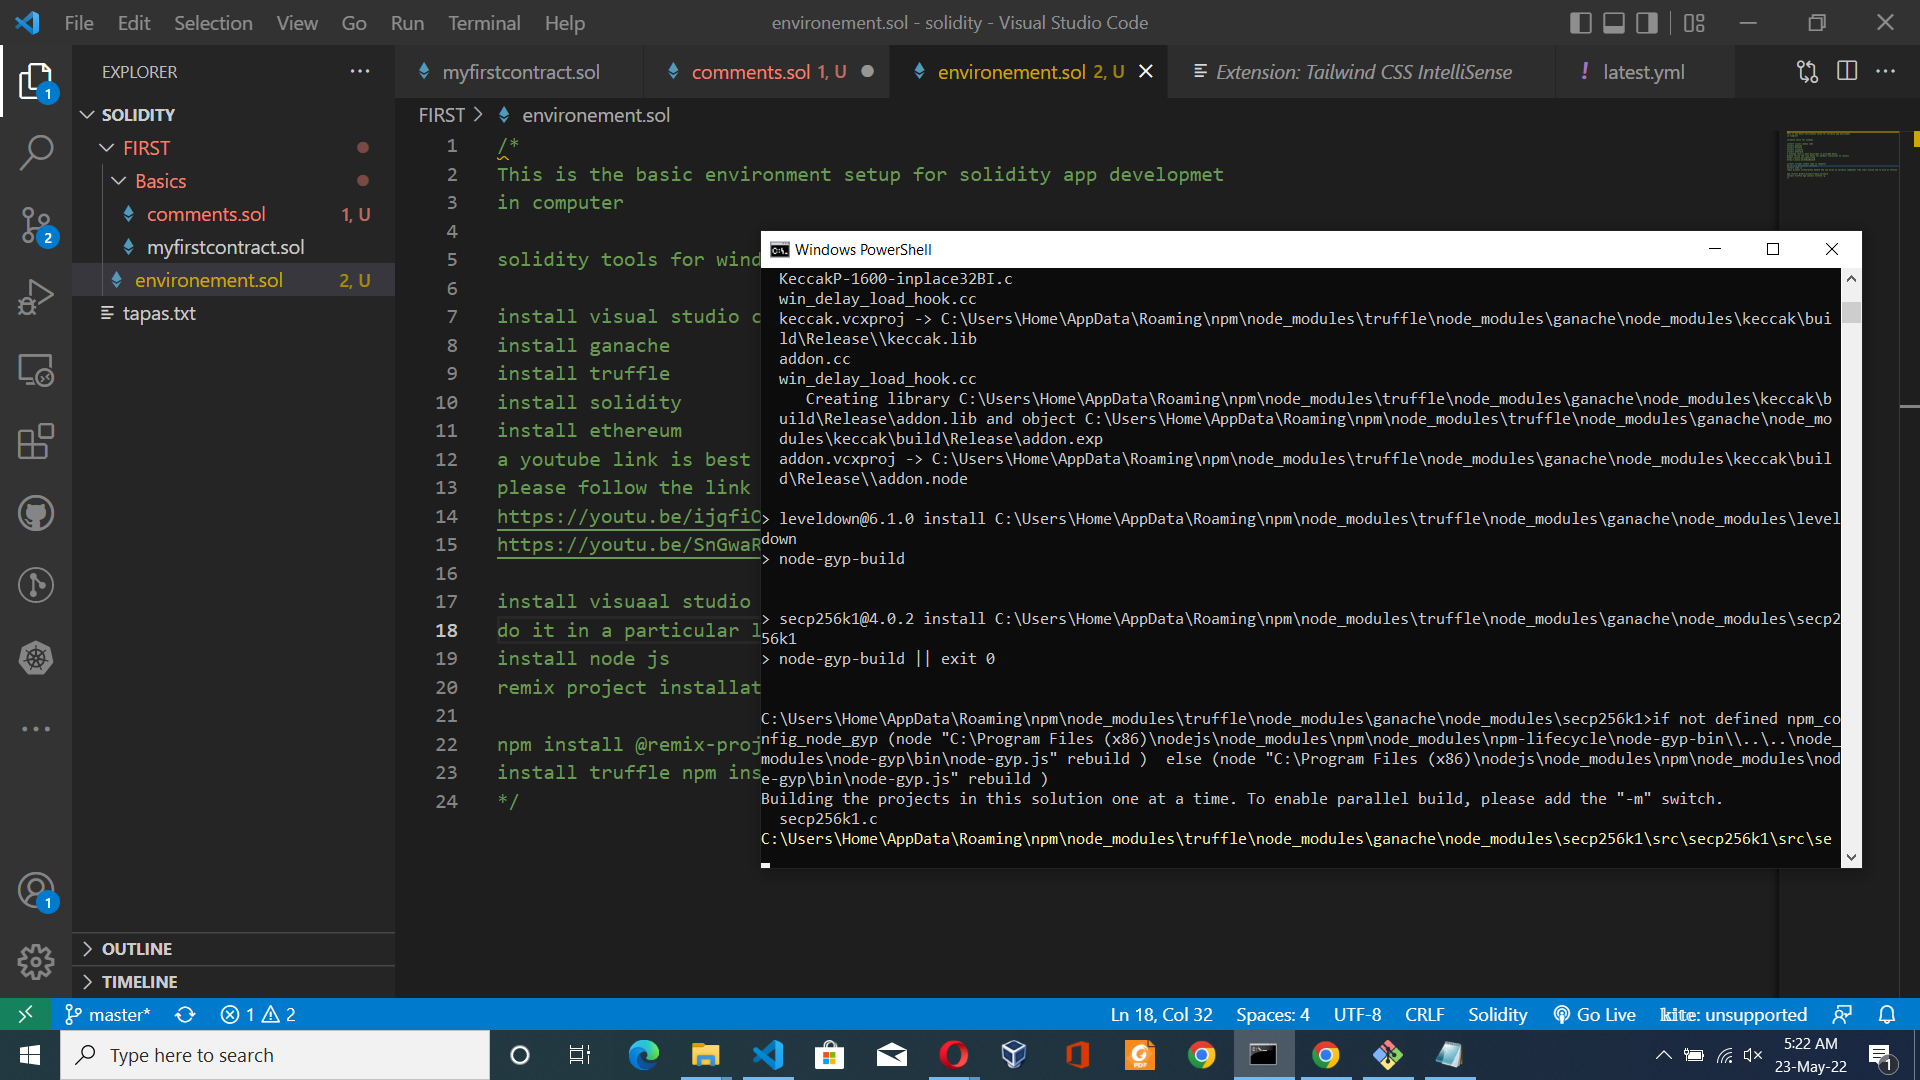 File Edit Selection View Go Run Terminal Help
environement.sol - solidity - Visual Studio Code
EXPLORER
myfirstcontract.sol
comments.sol 1, U
environement.sol 2, U
Extension: Tailwind CSS IntelliSense
! latest.yml
FIRST > environement.sol
SOLIDITY
FIRST
Basics
comments.sol 1, U
myfirstcontract.sol
environement.sol 2, U
tapas.txt
OUTLINE
TIMELINE
1 /*
2 This is the basic environment setup for solidity app developmet
3 in computer
4
5 solidity tools for wind
6
7 install visual studio c
8 install ganache
9 install truffle
10 install solidity
11 install ethereum
12 a youtube link is best
13 please follow the link
14 https://youtu.be/ijqfi
15 https://youtu.be/SnGwa
16
17 install visuaal studio
18 do it in a particular l
19 install node js
20 remix project installat
21
22 npm install @remix-proj
23 install truffle npm ins
24 */
Windows PowerShell
KeccakP-1600-inplace32BI.c
win_delay_load_hook.cc
keccak.vcxproj -> C:\Users\Home\AppData\Roaming\npm\node_modules\truffle\node_modules\ganache\node_modules\keccak\bui
ld\Release\\keccak.lib
addon.cc
win_delay_load_hook.cc
Creating library C:\Users\Home\AppData\Roaming\npm\node_modules\truffle\node_modules\ganache\node_modules\keccak\b
uild\Release\addon.lib and object C:\Users\Home\AppData\Roaming\npm\node_modules\truffle\node_modules\ganache\node_mo
dules\keccak\build\Release\addon.exp
addon.vcxproj -> C:\Users\Home\AppData\Roaming\npm\node_modules\truffle\node_modules\ganache\node_modules\keccak\buil
d\Release\\addon.node
> leveldown@6.1.0 install C:\Users\Home\AppData\Roaming\npm\node_modules\truffle\node_modules\ganache\node_modules\level
down
> node-gyp-build
> secp256k1@4.0.2 install C:\Users\Home\AppData\Roaming\npm\node_modules\truffle\node_modules\ganache\node_modules\secp2
56k1
> node-gyp-build || exit 0
C:\Users\Home\AppData\Roaming\npm\node_modules\truffle\node_modules\ganache\node_modules\secp256k1>if not defined npm_co
nfig_node_gyp (node "C:\Program Files (x86)\nodejs\node_modules\npm\node_modules\npm-lifecycle\node-gyp-bin\\..\..\node_
modules\node-gyp\bin\node-gyp.js" rebuild )  else (node "C:\Program Files (x86)\nodejs\node_modules\npm\node_modules\nod
e-gyp\bin\node-gyp.js" rebuild )
Building the projects in this solution one at a time. To enable parallel build, please add the "-m" switch.
secp256k1.c
C:\Users\Home\AppData\Roaming\npm\node_modules\truffle\node_modules\ganache\node_modules\secp256k1\src\secp256k1\src\se
master* 1 2
Ln 18, Col 32 Spaces: 4 UTF-8 CRLF Solidity Go Live kite: unsupported
Type here to search
5:22 AM
23-May-22
1